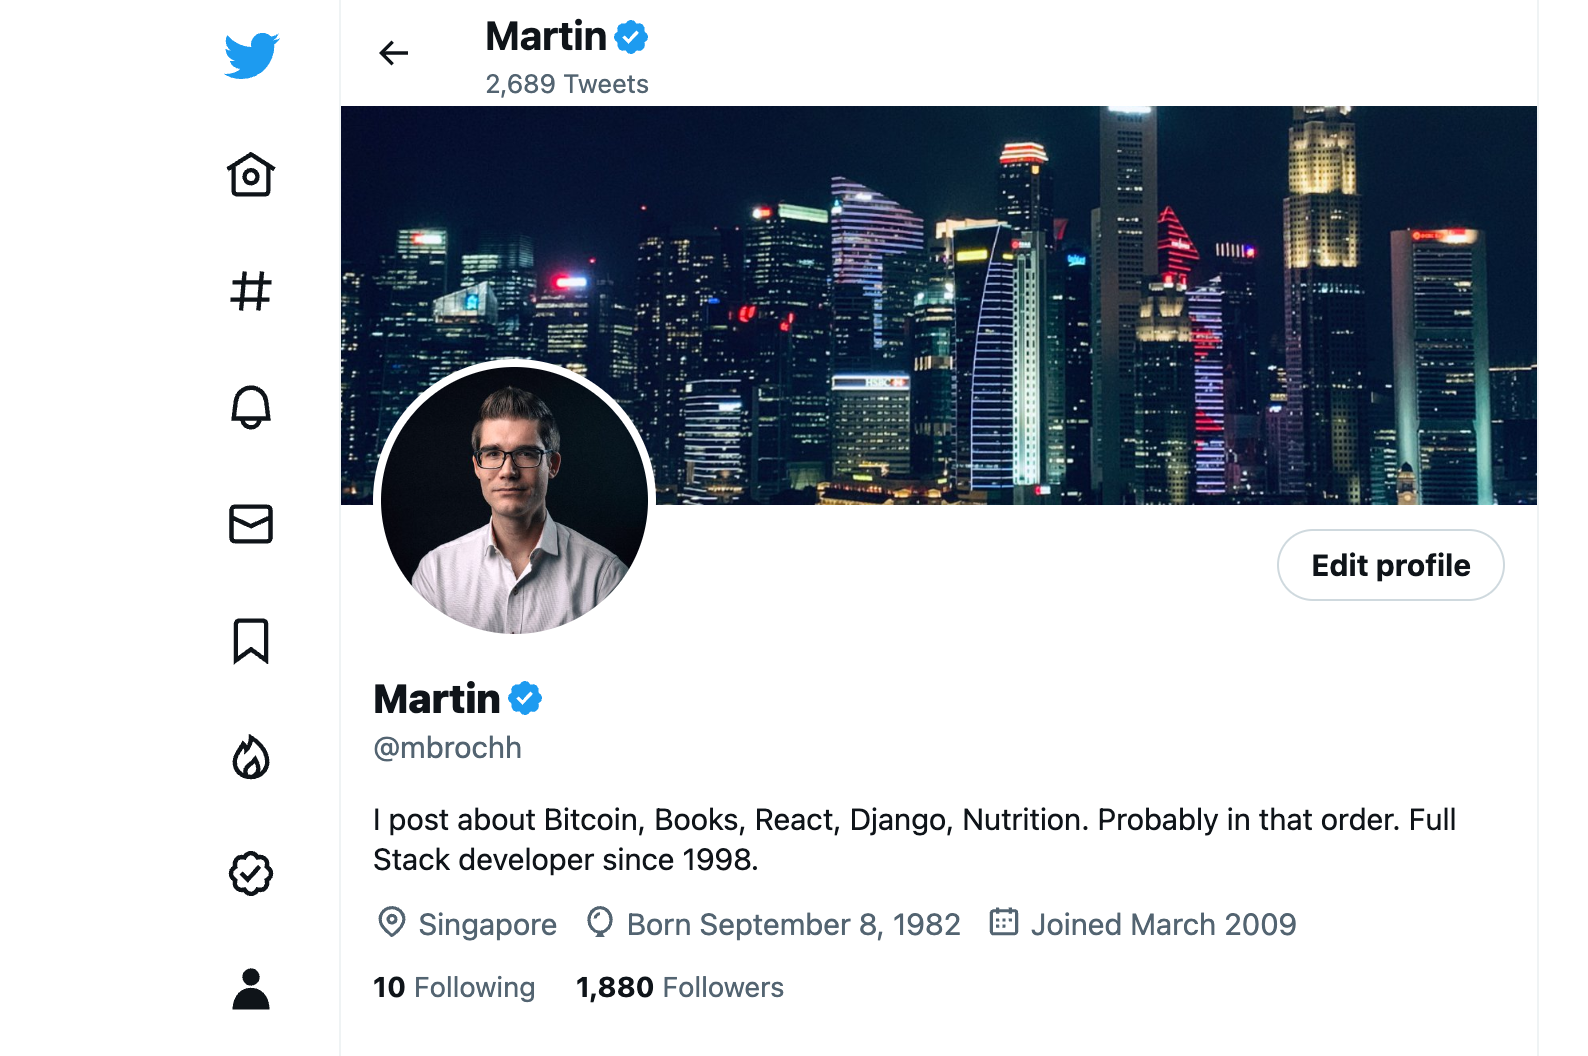 Martin
2,689 Tweets
Edit profile
Martin
@mbrochh
I post about Bitcoin, Books, React, Django, Nutrition. Probably in that order. Full
Stack developer since 1998.
Singapore Born September 8, 1982 Joined March 2009
10 Following 1,880 Followers